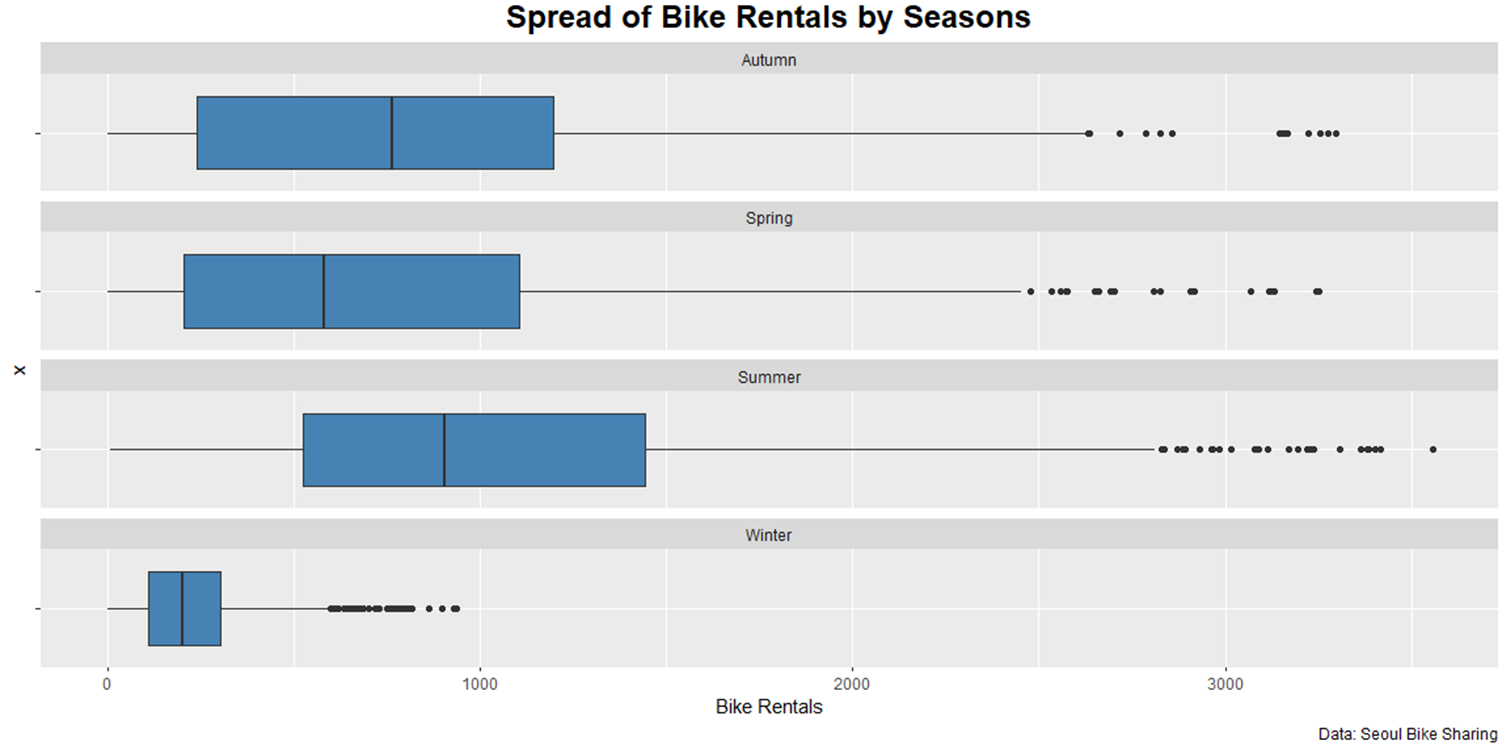 Spread of Bike Rentals by Seasons
Autumn
Spring
Summer
Winter
x
0 1000 2000 3000
Bike Rentals
Data: Seoul Bike Sharing